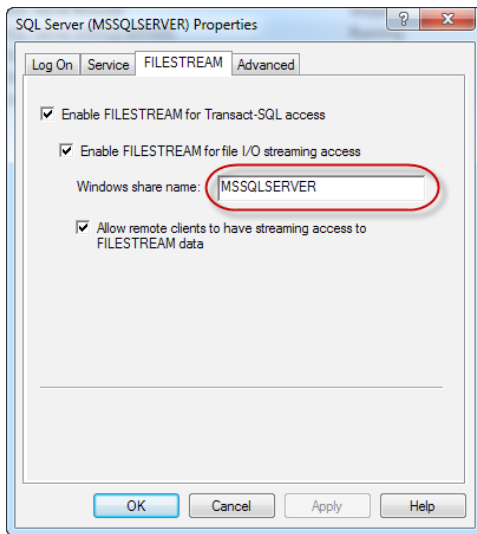 SQL Server (MSSQLSERVER) Properties
Log On Service FILESTREAM Advanced
Enable FILESTREAM for Transact-SQL access
Enable FILESTREAM for file I/O streaming access
Windows share name: MSSQLSERVER
Allow remote clients to have streaming access to
FILESTREAM data
OK Cancel Apply Help